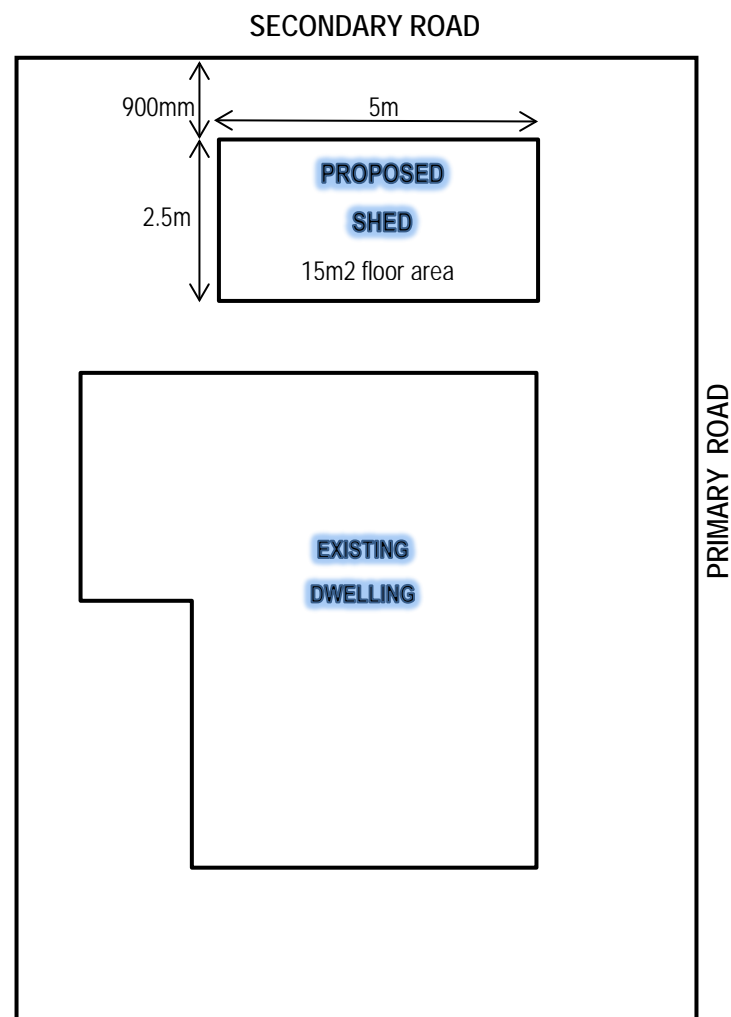 SECONDARY ROAD
900mm
5m
2.5m
PROPOSED
SHED
15m2 floor area
PRIMARY ROAD
EXISTING
DWELLING